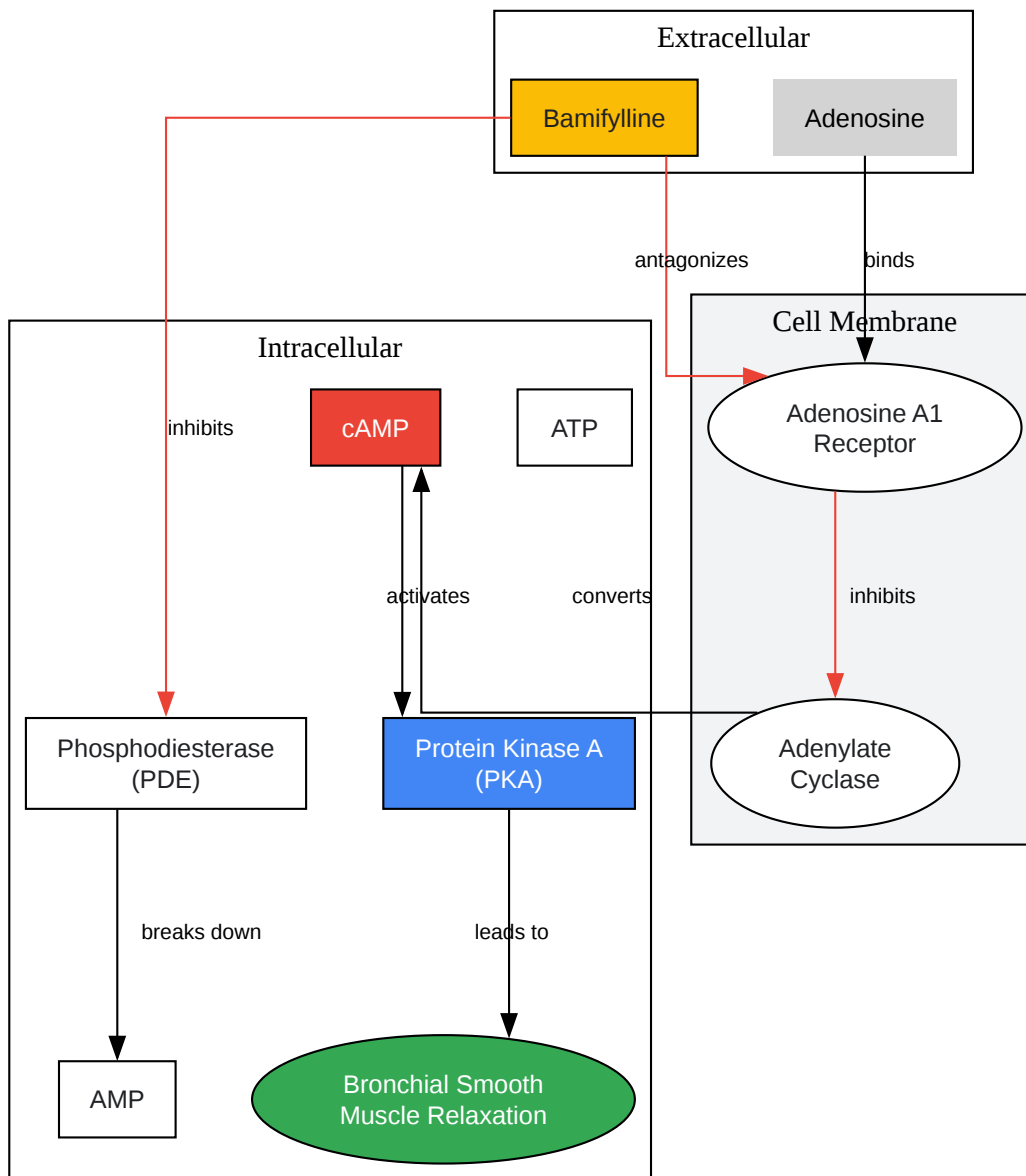 Extracellular
Bamifylline
Adenosine
antagonizes
binds
Cell Membrane
Intracellular
cAMP
ATP
Adenosine A1
Receptor
inhibits
activates
converts
inhibits
Phosphodiesterase
(PDE)
Protein Kinase A
(PKA)
Adenylate
Cyclase
breaks down
leads to
AMP
Bronchial Smooth
Muscle Relaxation